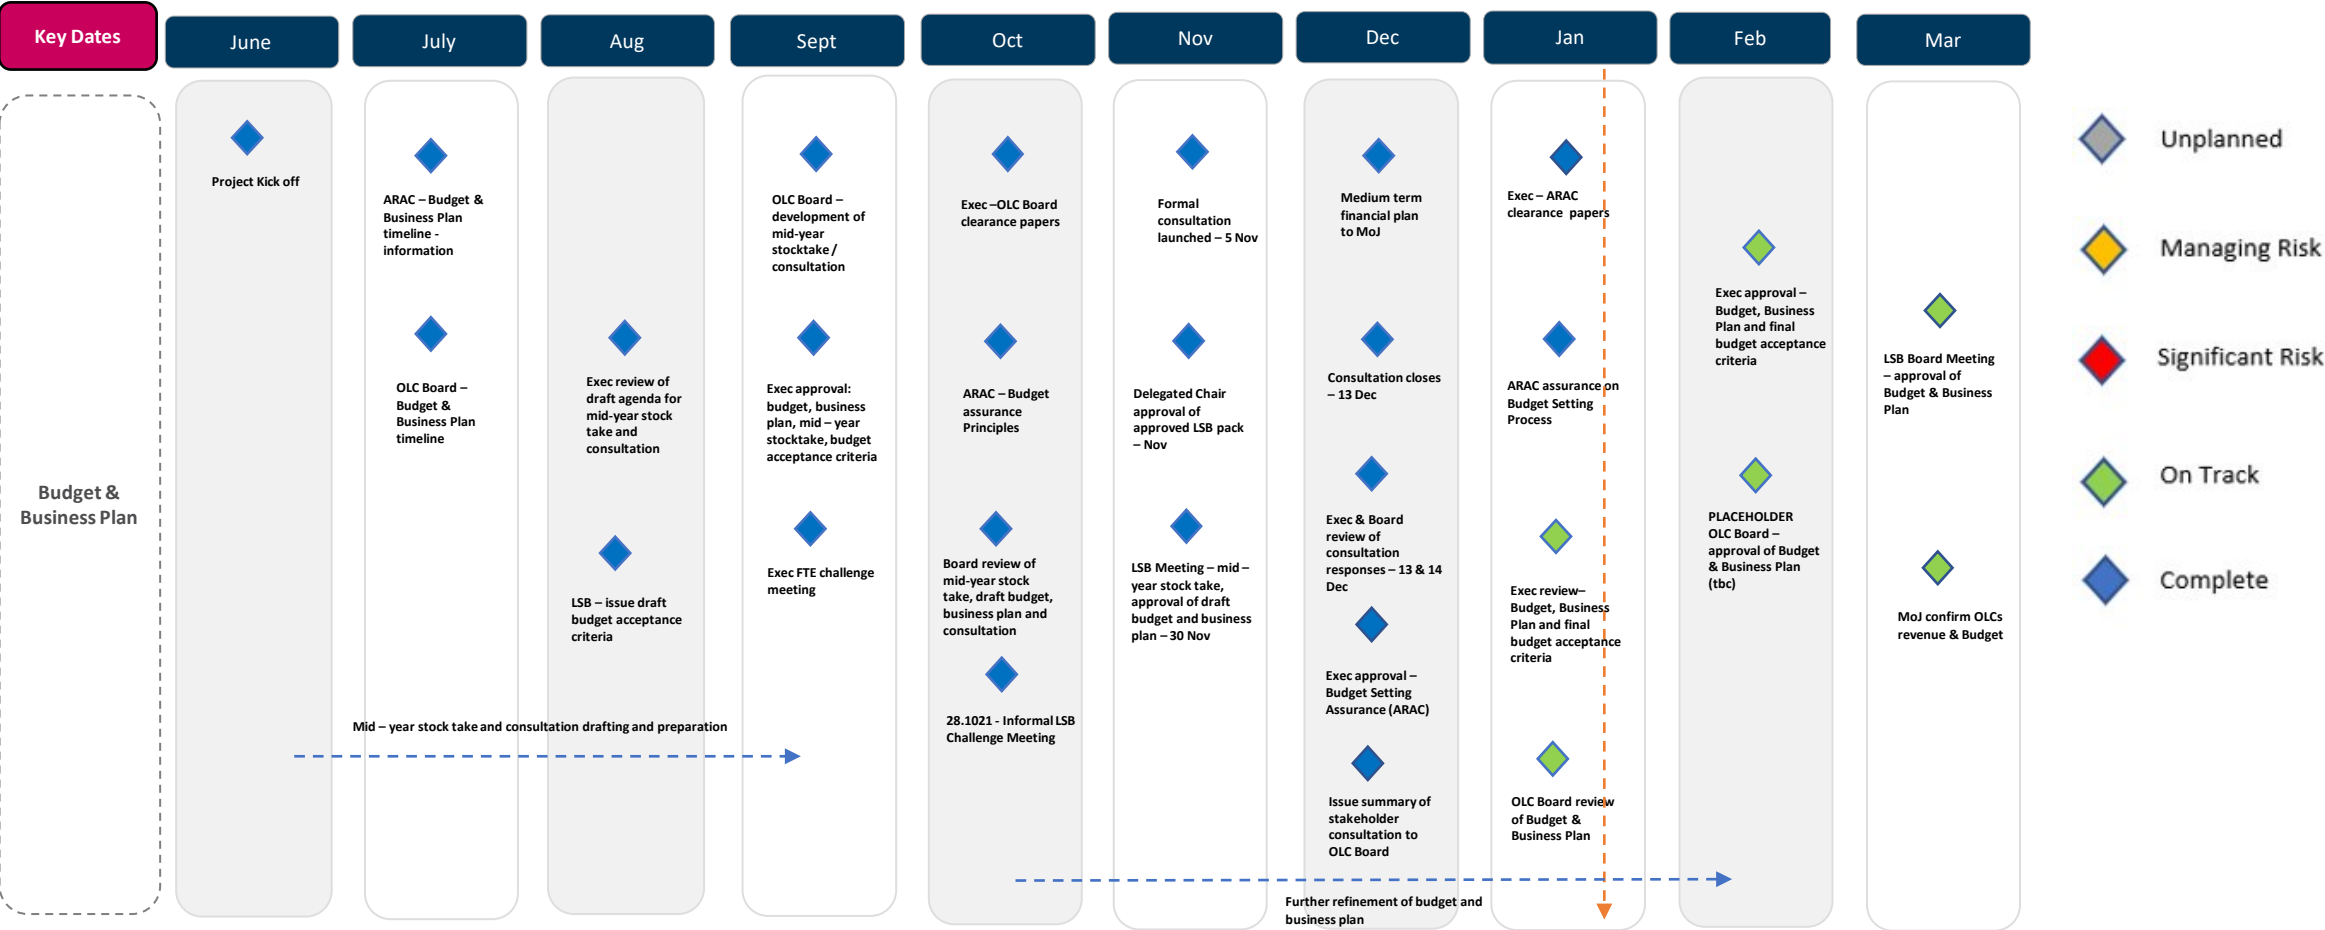 Key Dates
June
July
Aug
Sept
Oct
Nov
Dec
Jan
Feb
Mar
Budget &
Business Plan
Project Kick off
ARAC – Budget &
Business Plan
timeline -
information
OLC Board –
Budget &
Business Plan
timeline
Exec review of
draft agenda for
mid-year stock
take and
consultation
LSB – issue draft
budget acceptance
criteria
OLC Board –
development of
mid-year
stocktake /
consultation
Exec approval:
budget, business
plan, mid – year
stocktake, budget
acceptance criteria
Exec FTE challenge
meeting
Mid – year stock take and consultation drafting and preparation
Exec –OLC Board
clearance papers
ARAC – Budget
assurance
Principles
Board review of
mid-year stock
take, draft budget,
business plan and
consultation
28.1021 - Informal LSB
Challenge Meeting
Formal
consultation
launched – 5 Nov
Delegated Chair
approval of
approved LSB pack
– Nov
LSB Meeting – mid –
year stock take,
approval of draft
budget and business
plan – 30 Nov
Medium term
financial plan
to MoJ
Consultation closes
– 13 Dec
Exec & Board
review of
consultation
responses – 13 & 14
Dec
Exec approval –
Budget Setting
Assurance (ARAC)
Issue summary of
stakeholder
consultation to
OLC Board
Further refinement of budget and
business plan
Exec – ARAC
clearance papers
ARAC assurance on
Budget Setting
Process
Exec review–
Budget, Business
Plan and final
budget acceptance
criteria
OLC Board review
of Budget &
Business Plan
Exec approval –
Budget, Business
Plan and final
budget acceptance
criteria
PLACEHOLDER
OLC Board –
approval of Budget
& Business Plan
(tbc)
LSB Board Meeting
– approval of
Budget & Business
Plan
MoJ confirm OLCs
revenue & Budget
Unplanned
Managing Risk
Significant Risk
On Track
Complete